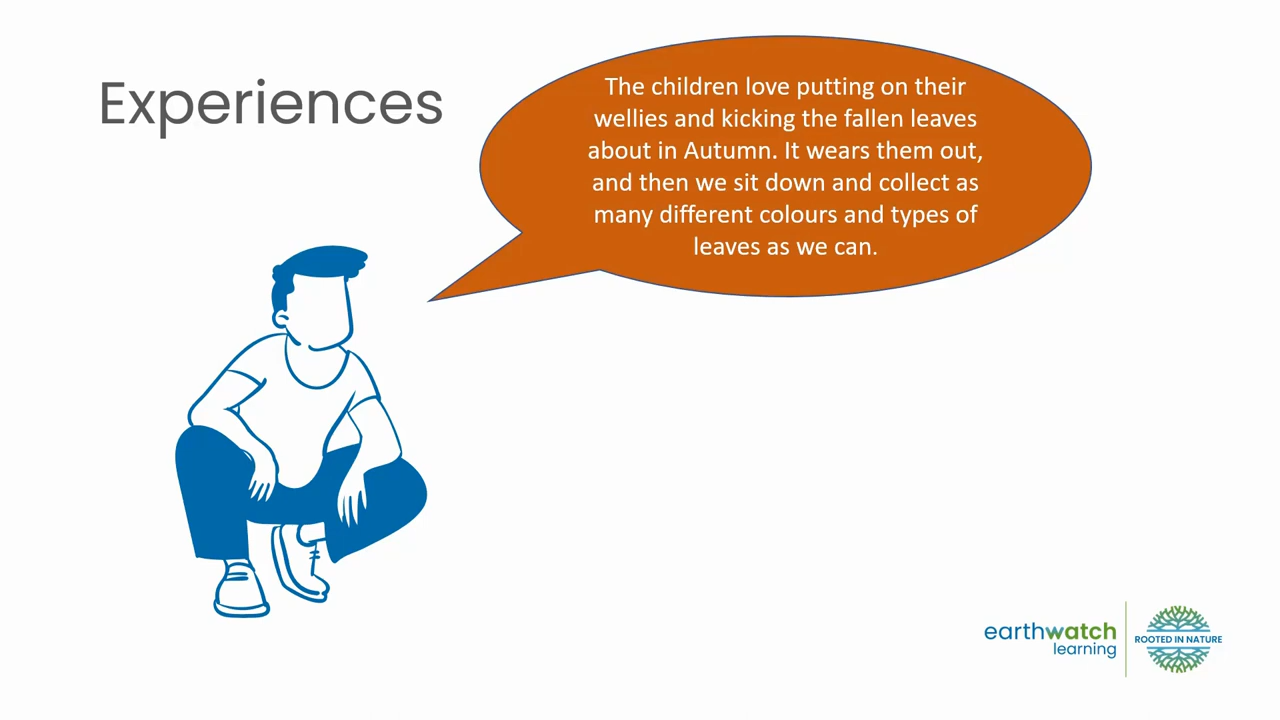 Experiences
The children love putting on their
wellies and kicking the fallen leaves
about in Autumn. It wears them out,
and then we sit down and collect as
many different colours and types of
leaves as we can.
earthwatch
learning
ROOTED IN NATURE